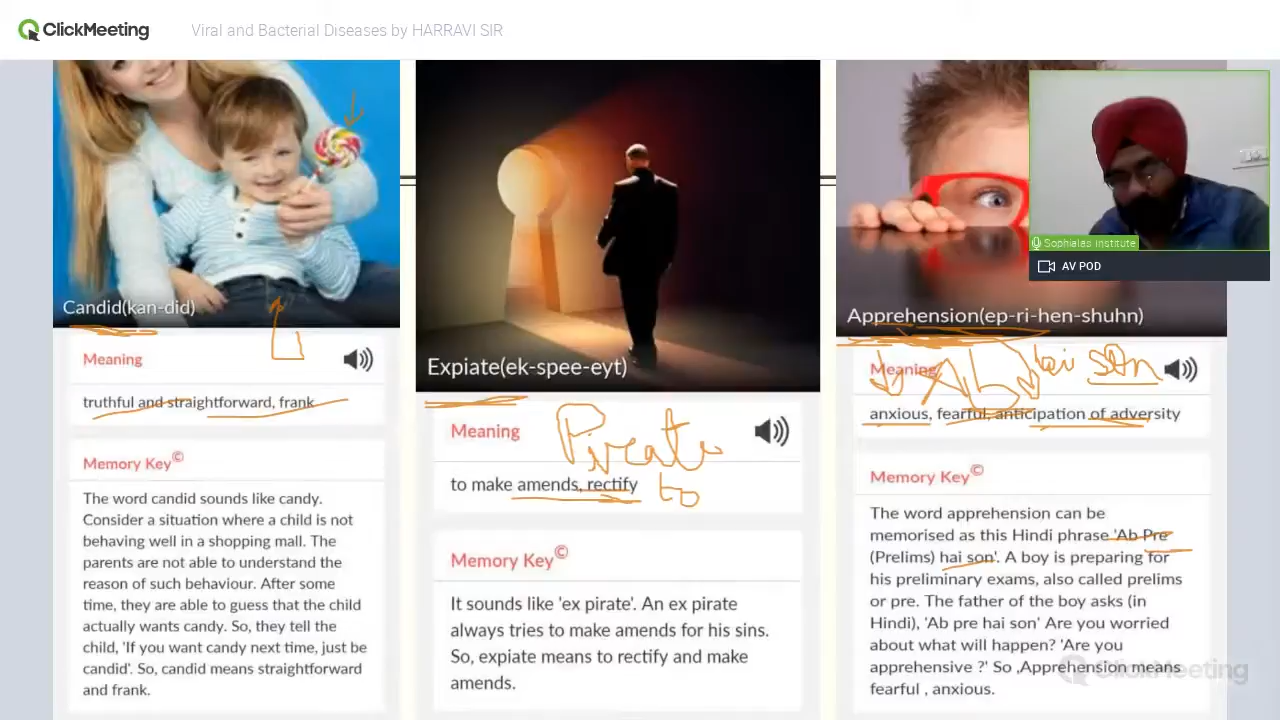 ClickMeeting
Viral and Bacterial Diseases by HARRAVI SIR
Candid(kan-did)
Meaning
truthful and straightforward, frank
Memory Key©
The word candid sounds like candy.
Consider a situation where a child is not
behaving well in a shopping mall. The
parents are not able to understand the
reason of such behaviour. After some
time, they are able to guess that the child
actually wants candy. So, they tell the
child, 'If you want candy next time, just be
candid'. So, candid means straightforward
and frank.
Expiate(ek-spee-eyt)
Meaning
Pirate
to make amends, rectify
to
Memory Key©
It sounds like 'ex pirate'. An ex pirate
always tries to make amends for his sins.
So, expiate means to rectify and make
amends.
Sophialas institute
AV POD
Apprehension(ep-ri-hen-shuhn)
Meaning
hai son
anxious, fearful, anticipation of adversity
Memory Key©
The word apprehension can be
memorised as this Hindi phrase 'Ab Pre
(Prelims) hai son'. A boy is preparing for
his preliminary exams, also called prelims
or pre. The father of the boy asks (in
Hindi), 'Ab pre hai son' Are you worried
about what will happen? 'Are you
apprehensive ?' So ,Apprehension means
fearful , anxious.
ClickMeeting